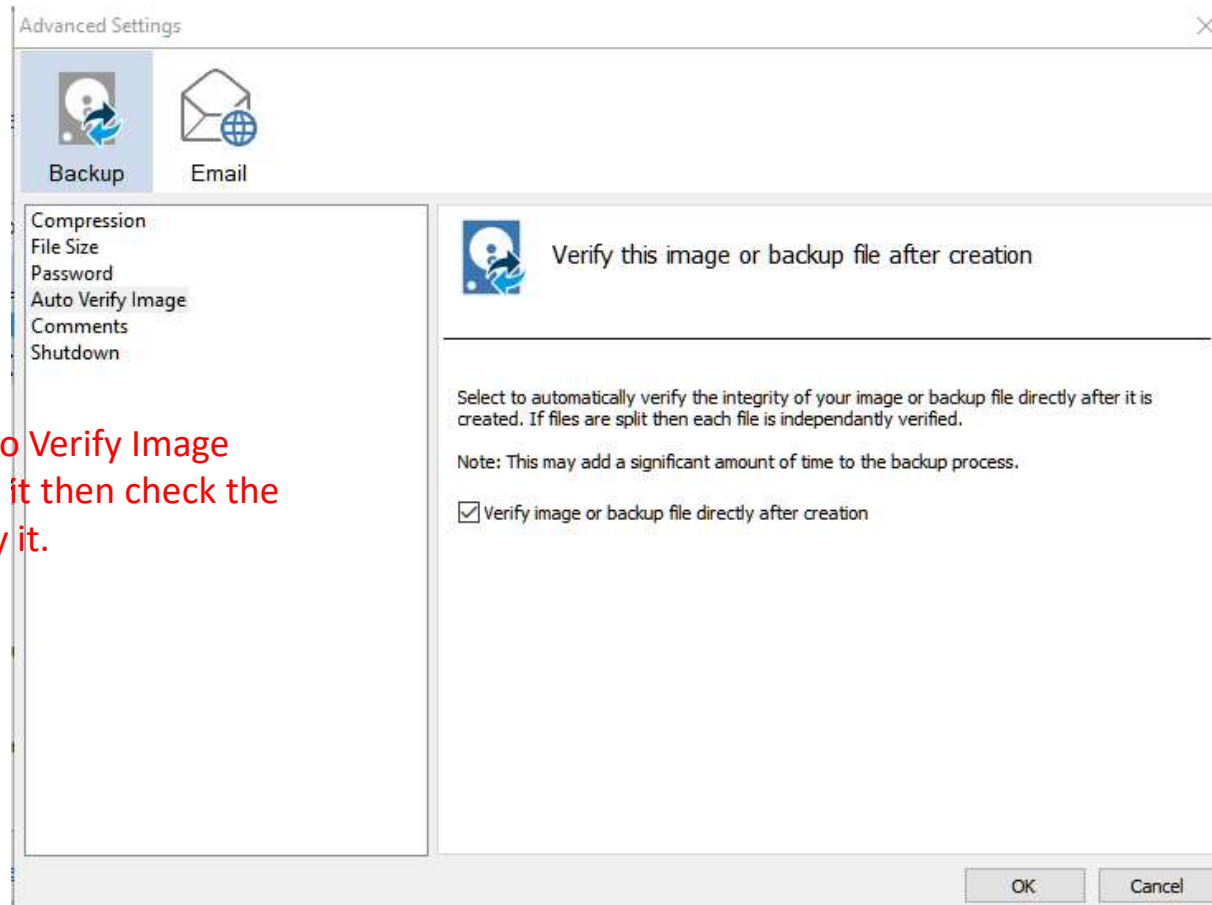 Advanced Settings
Backup
Email
Compression
File Size
Password
Auto Verify Image
Comments
Shutdown
o Verify Image
it then check the
it.
Verify this image or backup file after creation
Select to automatically verify the integrity of your image or backup file directly after it is
created. If files are split then each file is independantly verified.
Note: This may add a significant amount of time to the backup process.
Verify image or backup file directly after creation
OK
Cancel